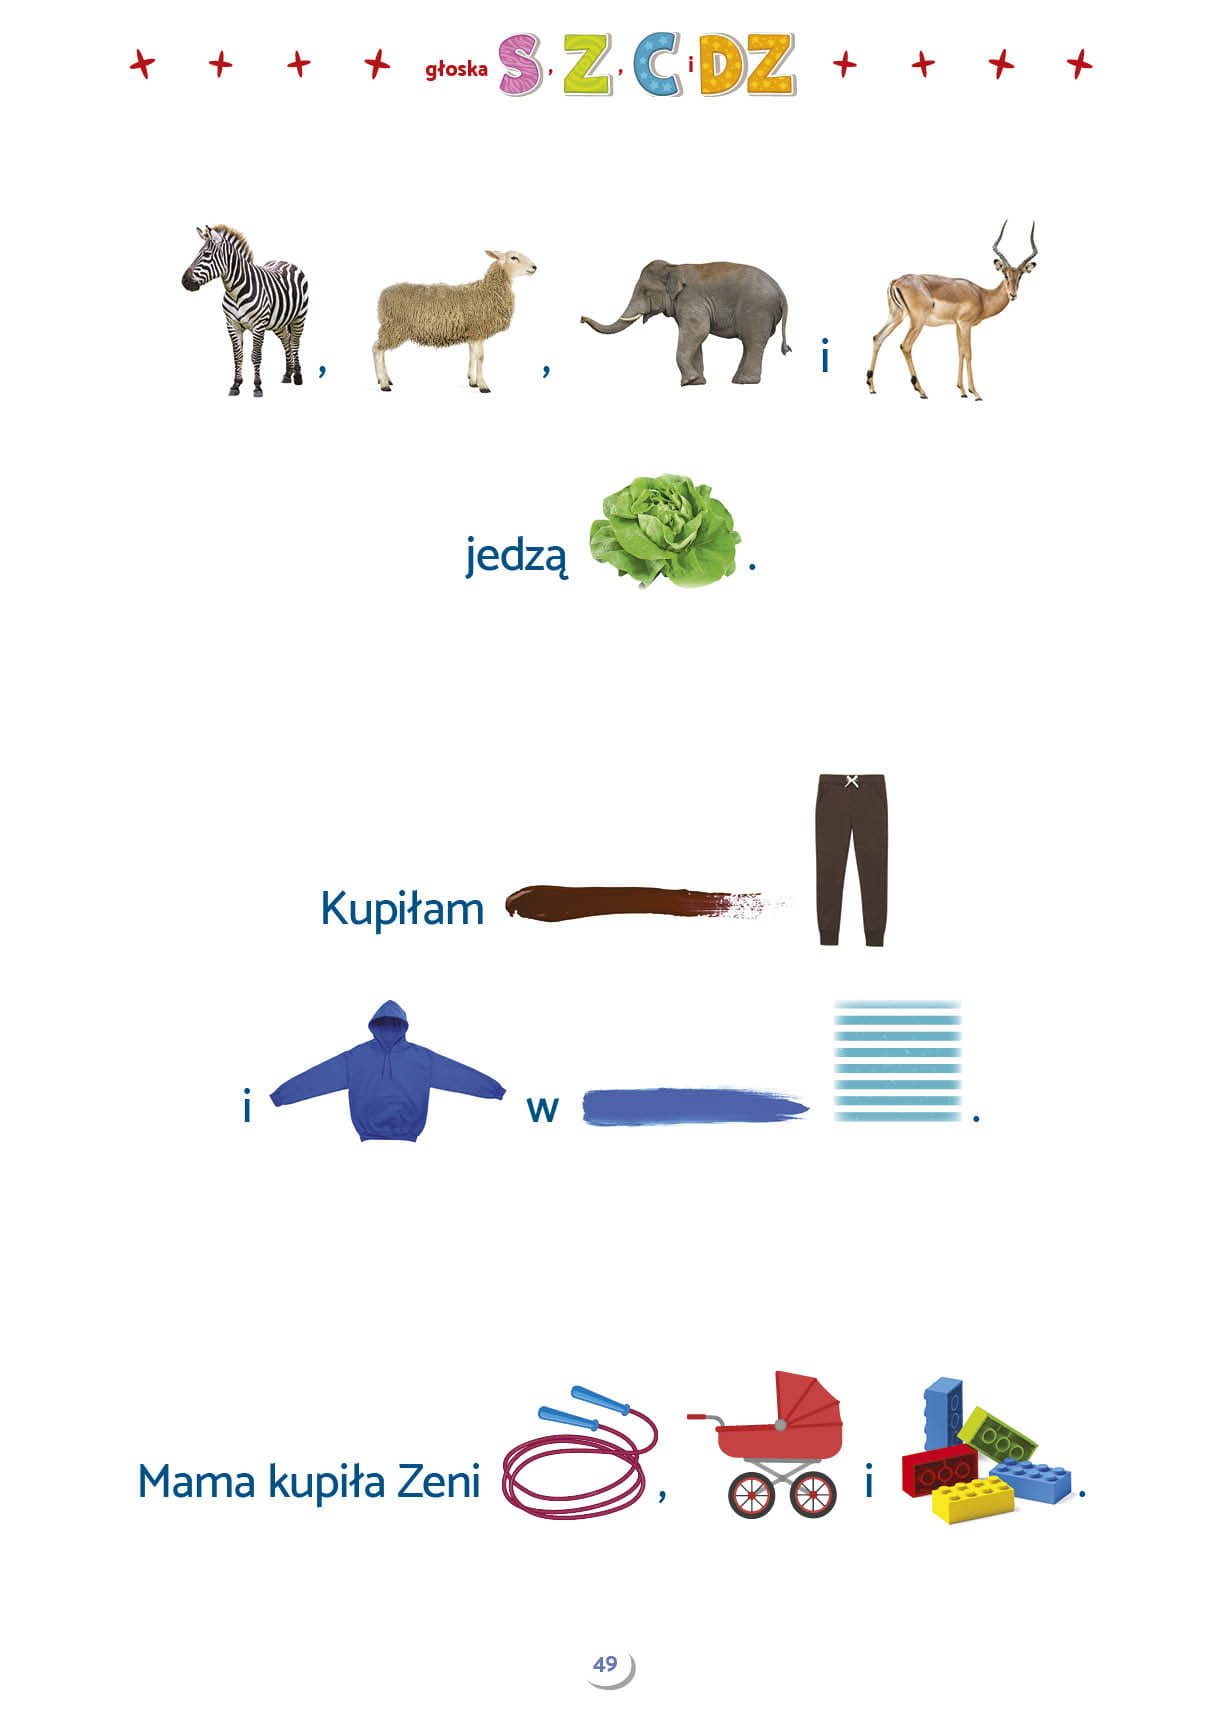 głoska S, Z, C i DZ
, , i
jedzą .
Kupiłam
i w .
Mama kupiła Zeni , i .
49